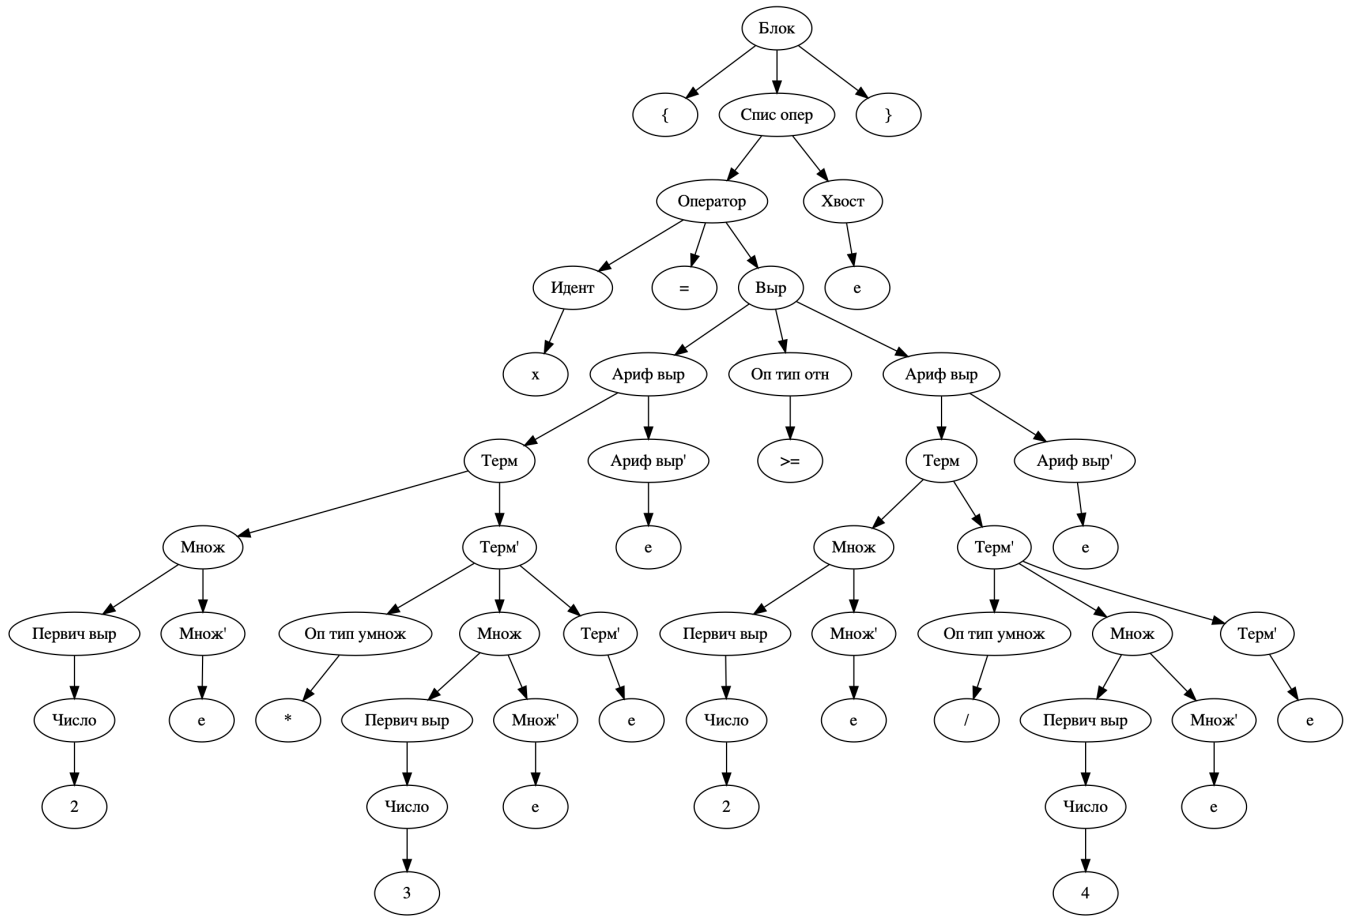 Блок
{
Спис опер
}
Оператор
Хвост
Идент
=
Выр
e
x
Ариф выр
Оп тип отн
Ариф выр
Терм
Ариф выр'
>=
Терм
Ариф выр'
Множ
Терм'
e
Множ
Терм'
e
Первич выр
Множ'
Оп тип умнож
Множ
Терм'
Первич выр
Множ'
Оп тип умнож
Множ
Терм'
Число
e
*
Первич выр
Множ'
e
Число
e
/
Первич выр
Множ'
e
2
Число
e
2
Число
e
3
4